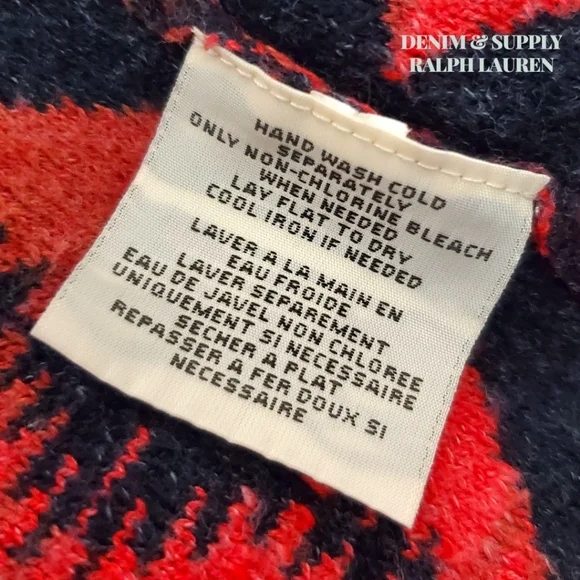 DENIM & SUPPLY
RALPH LAUREN
HAND WASH COLD
SEPARATELY
ONLY NON-CHLORINE BLEACH
WHEN NEEDED
LAY FLAT TO DRY
COOL IRON IF NEEDED
LAVER A LA MAIN EN
EAU FROIDE
LAVER SEPAREMENT
EAU DE JAVEL NON CHLOREE
UNIQUEMENT SI NECESSAIRE
SECHER A PLAT
REPASSER A FER DOUX SI
NECESSAIRE